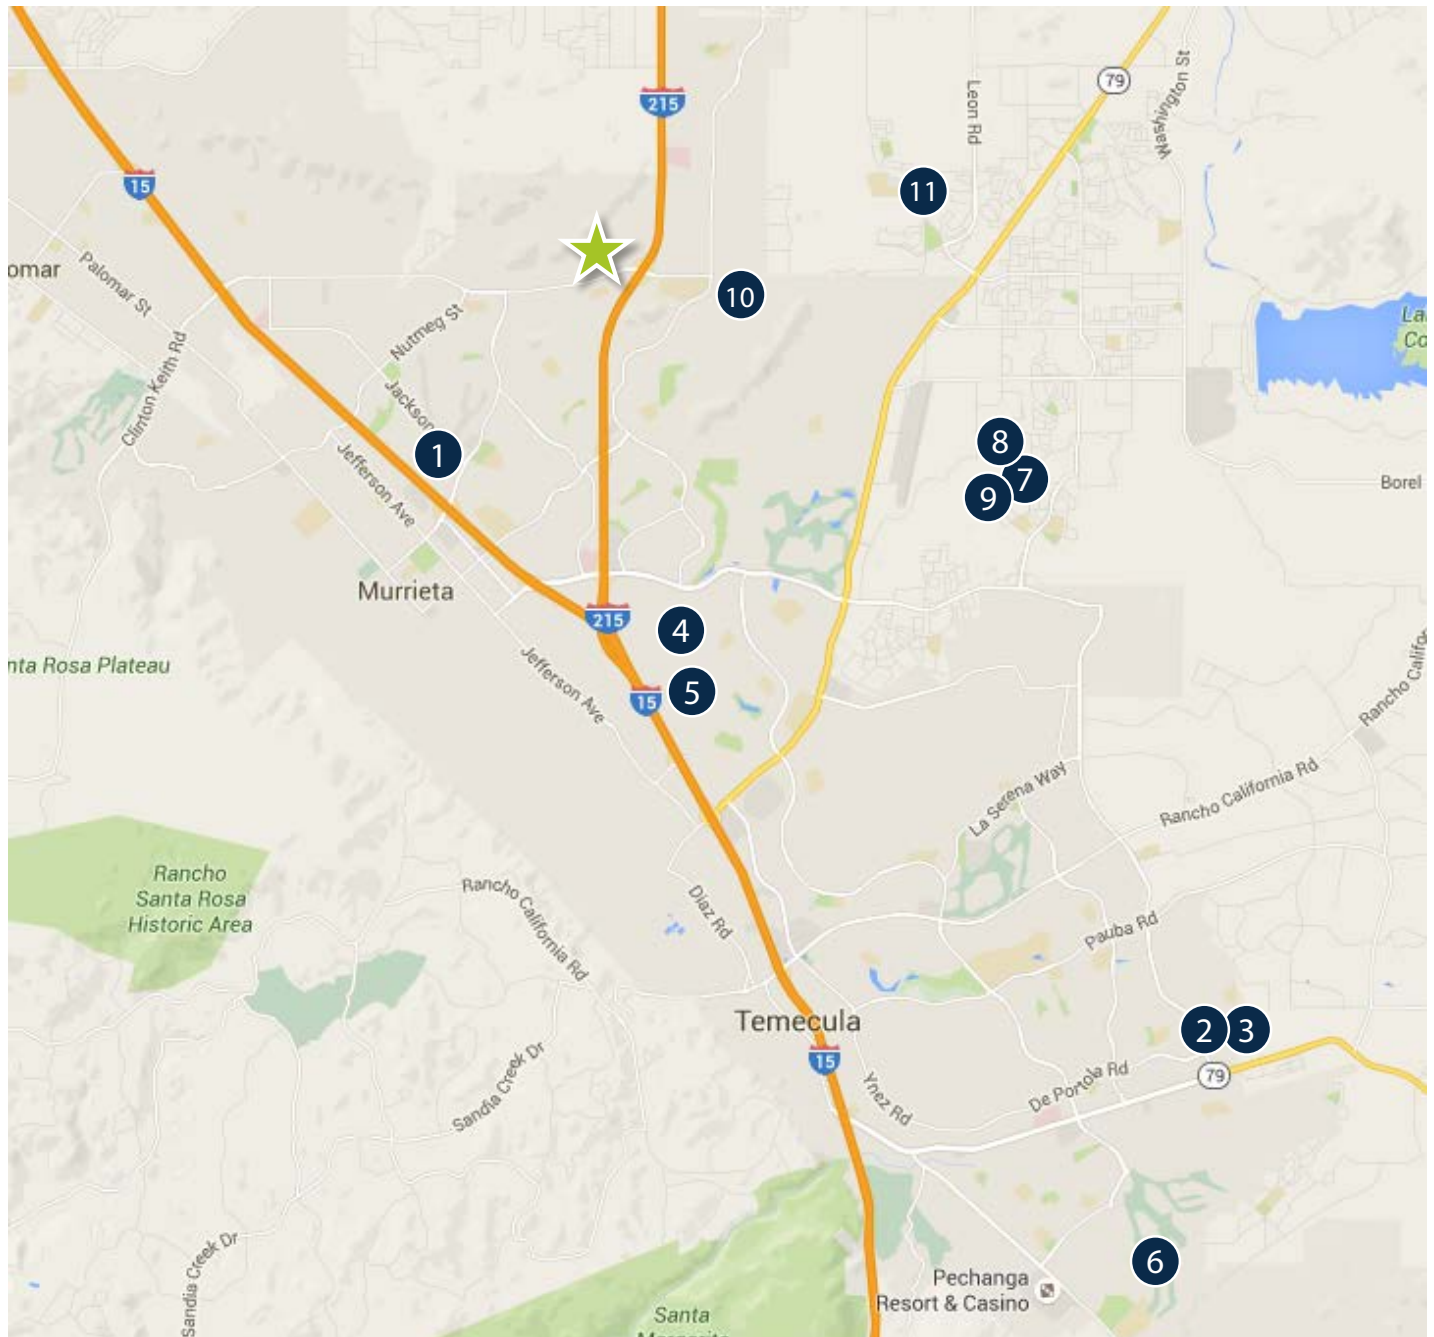 79
Washington St
Leon Rd
215
11
15
omar
Palomar St
10
La
Co
Nutmeg St
Clinton Keith Rd
Jackson
8
1
7
Jefferson Ave
9
Borel
Murrieta
215
4
nta Rosa Plateau
Jefferson Ave
5
15
Rancho Califor
La Serena Way
Rancho California Rd
Rancho
Santa Rosa
Historic Area
Rancho California Rd
Diaz Rd
Pauba Rd
Temecula
2
3
15
79
Sandia Creek Dr
Ynez Rd
De Portola Rd
6
Sandia Creek Dr
Pechanga
Resort & Casino
Santa